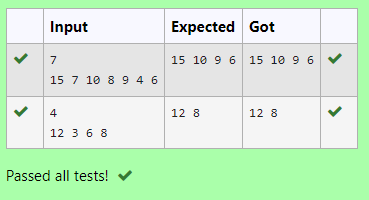 Input Expected Got
7 15 10 9 6 15 10 9 6
15 7 10 8 9 4 6
4 12 8 12 8
12 3 6 8
Passed all tests!